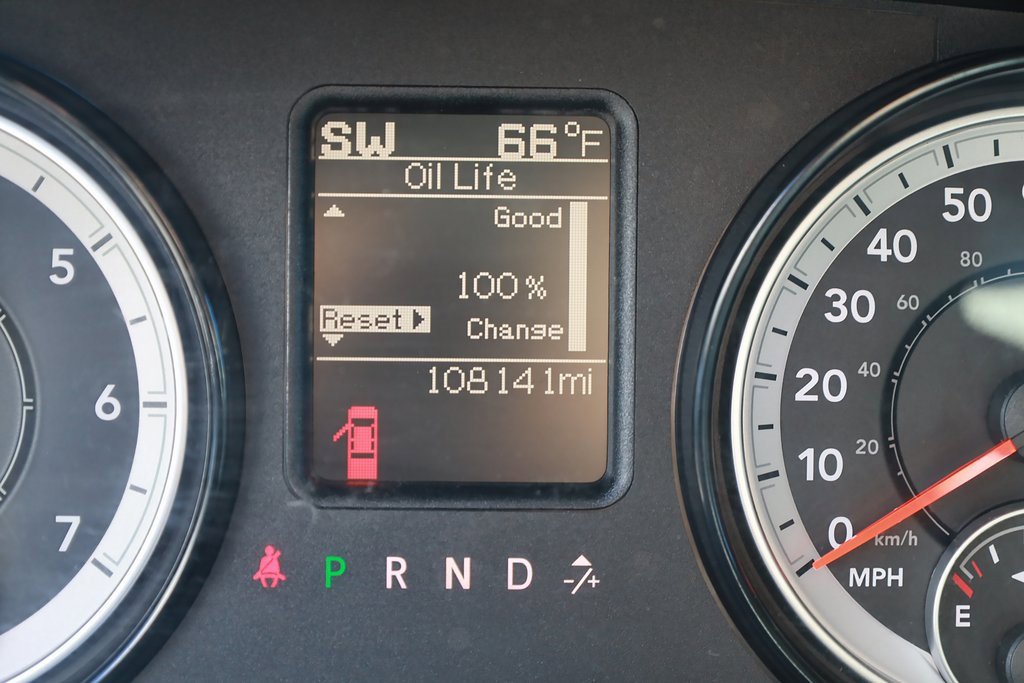 SW 66°F
Oil Life
Good
100 %
Reset
Change
108141mi
P R N D -/+
5
6
7
50
40
30
20
10
0
80
60
40
20
km/h
MPH
E